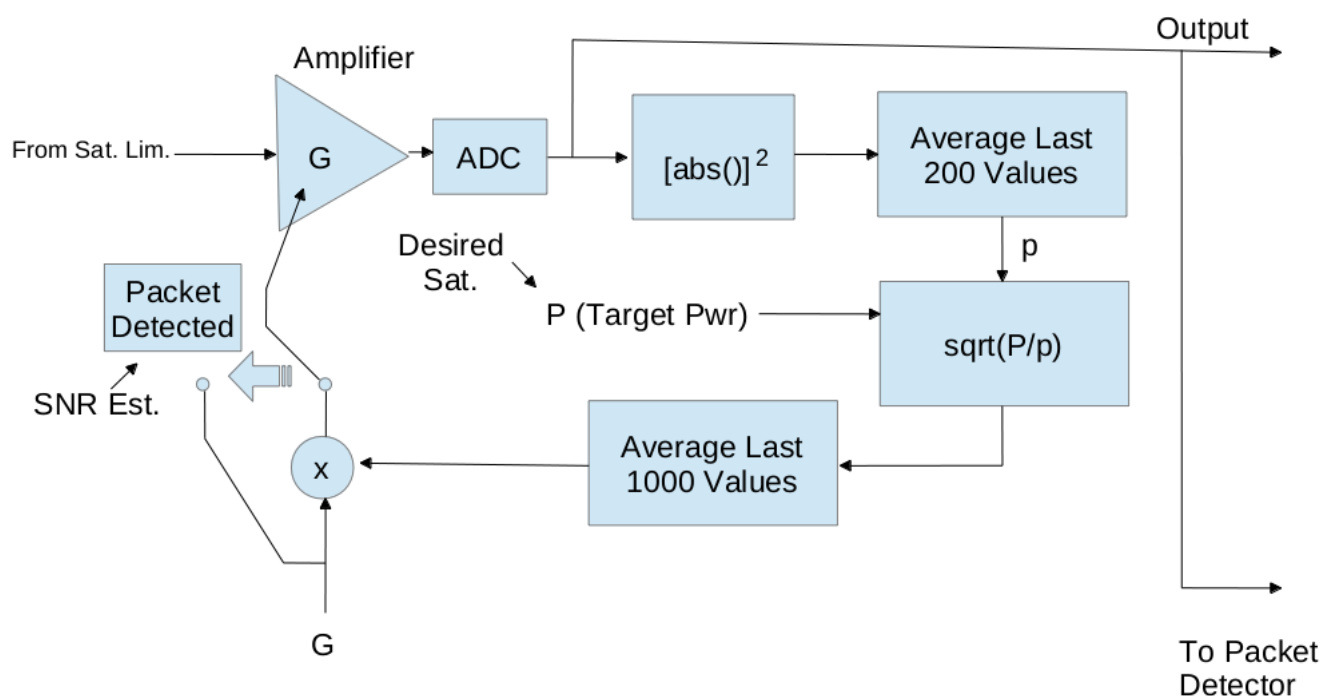 Output
Amplifier
From Sat. Lim.
G
ADC
[abs()]²
Average Last
200 Values
Desired
Sat.
p
Packet
Detected
P (Target Pwr)
sqrt(P/p)
SNR Est.
Average Last
1000 Values
x
G
To Packet
Detector